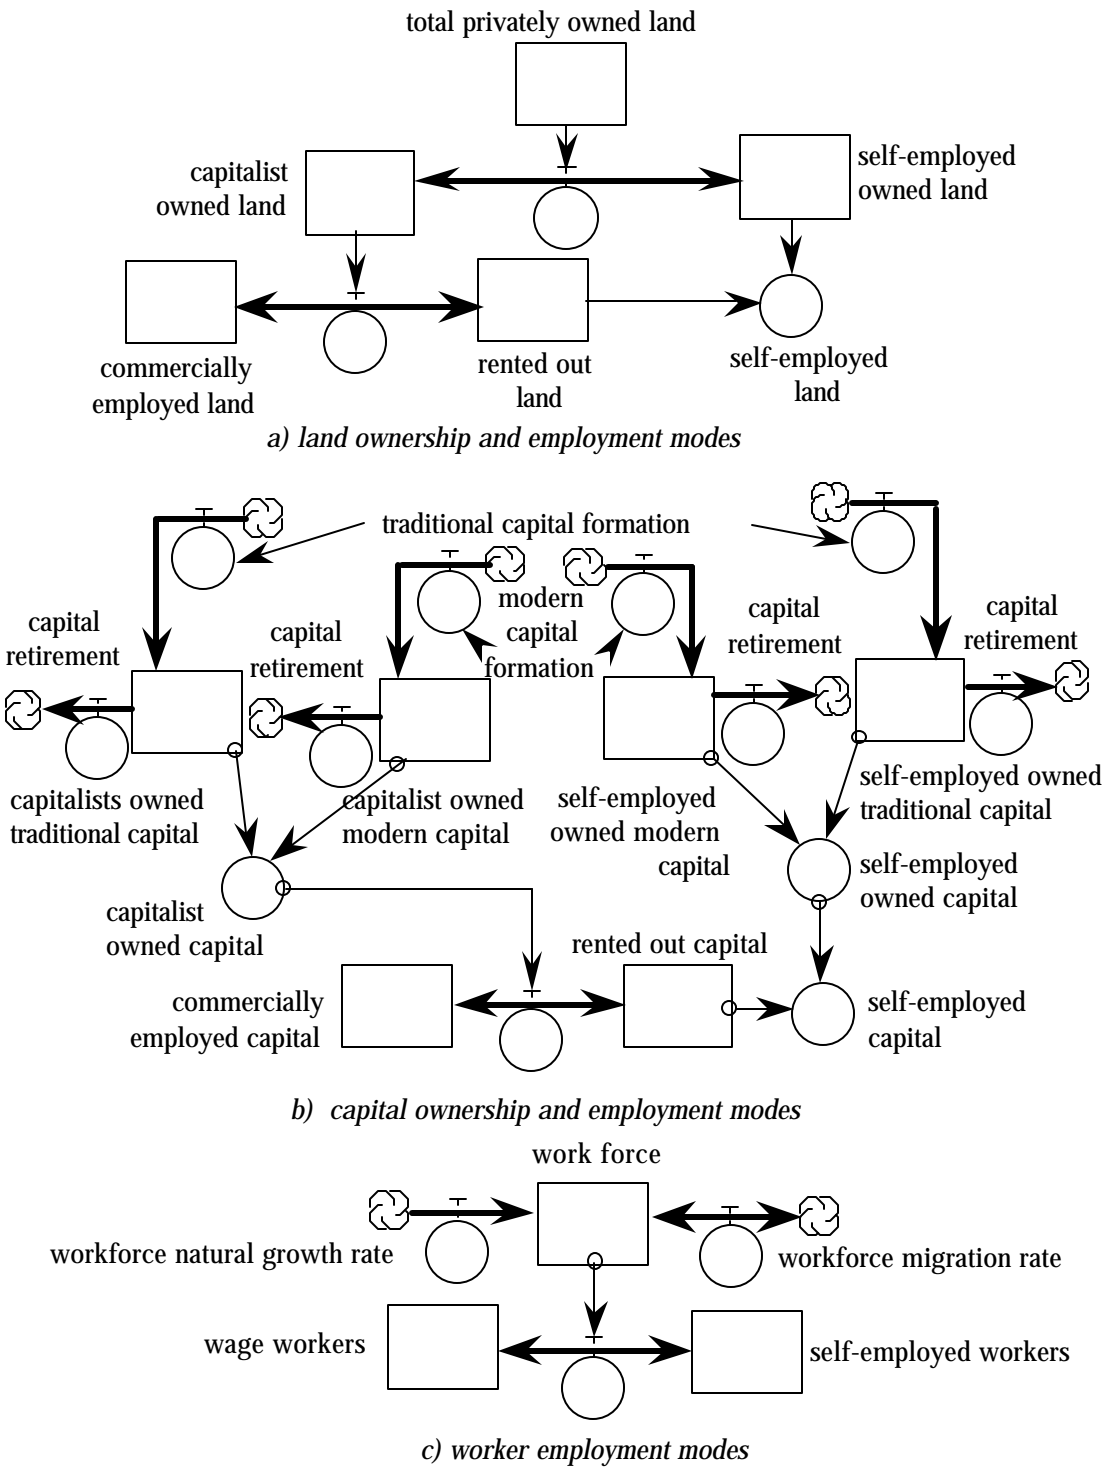 total privately owned land
capitalist
owned land
self-employed
owned land
commercially
employed land
rented out
land
self-employed
land
a) land ownership and employment modes
traditional capital formation
modern
capital
formation
capital
retirement
capital
retirement
capital
retirement
capital
retirement
capitalists owned
traditional capital
capitalist owned
modern capital
self-employed
owned modern
capital
self-employed owned
traditional capital
capitalist
owned capital
self-employed
owned capital
rented out capital
commercially
employed capital
self-employed
capital
b) capital ownership and employment modes
work force
workforce natural growth rate
workforce migration rate
wage workers
self-employed workers
c) worker employment modes